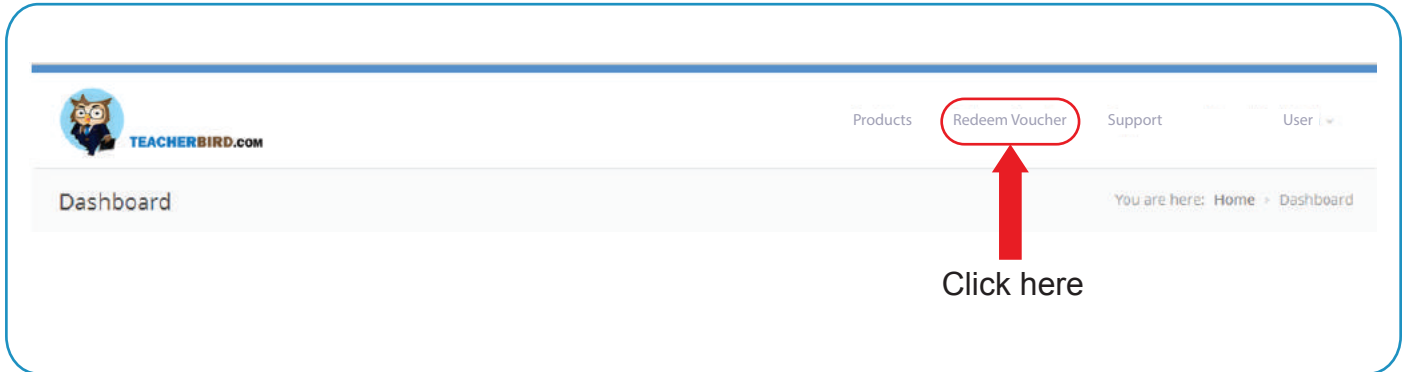 TEACHERBIRD.COM
Products Redeem Voucher Support User
Dashboard
You are here: Home > Dashboard
Click here